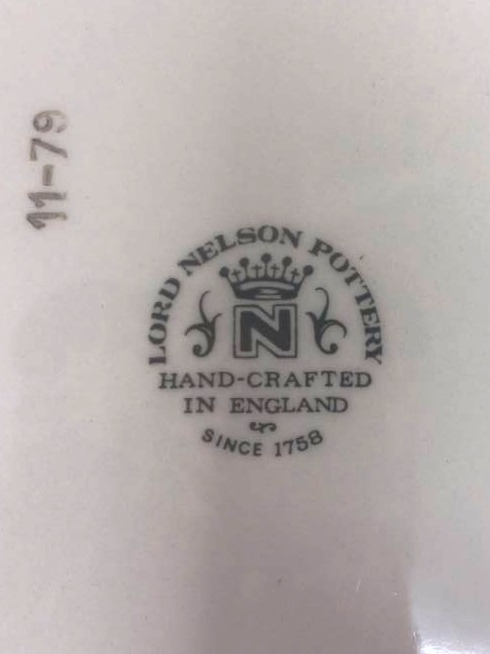 11-79
LORD NELSON POTTERY
N
HAND-CRAFTED
IN ENGLAND
SINCE 1758